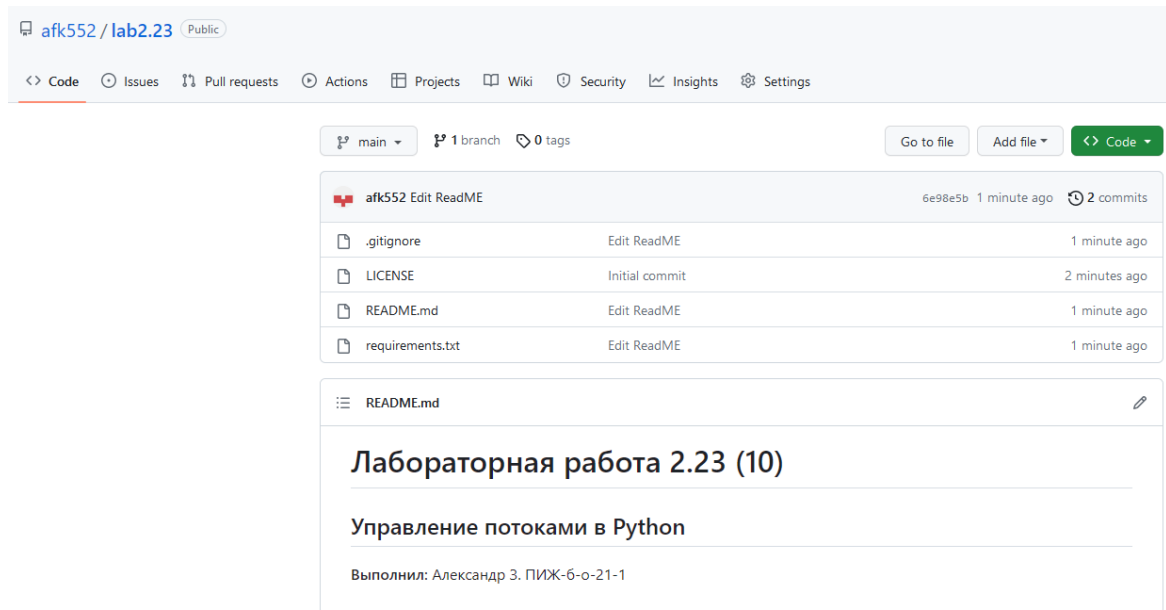 afk552 / lab2.23 Public
Code Issues Pull requests Actions Projects Wiki Security Insights Settings
main 1 branch 0 tags Go to file Add file Code
afk552 Edit ReadME 6e98e5b 1 minute ago 2 commits
.gitignore Edit ReadME 1 minute ago
LICENSE Initial commit 2 minutes ago
README.md Edit ReadME 1 minute ago
requirements.txt Edit ReadME 1 minute ago
README.md
Лабораторная работа 2.23 (10)
Управление потоками в Python
Выполнил: Александр З. ПИЖ-б-о-21-1